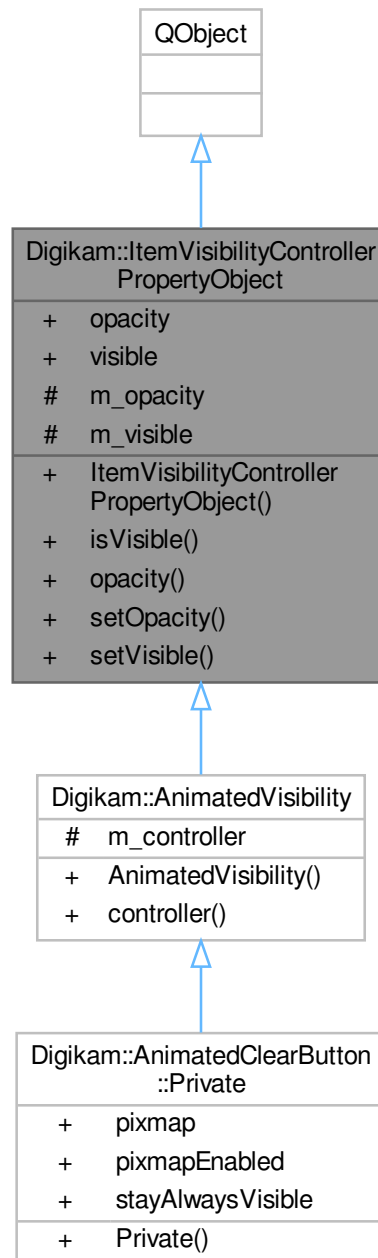 QObject
Digikam::ItemVisibilityController
PropertyObject
+ opacity
+ visible
# m_opacity
# m_visible
+ ItemVisibilityController
PropertyObject()
+ isVisible()
+ opacity()
+ setOpacity()
+ setVisible()
Digikam::AnimatedVisibility
# m_controller
+ AnimatedVisibility()
+ controller()
Digikam::AnimatedClearButton
::Private
+ pixmap
+ pixmapEnabled
+ stayAlwaysVisible
+ Private()